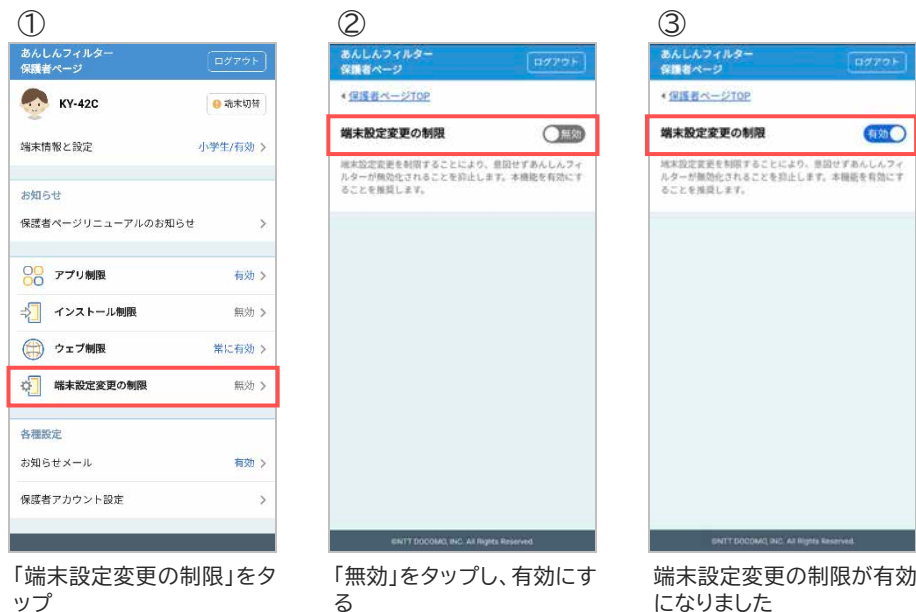 ①
あんしんフィルター
保護者ページ
ログアウト
KY-42C
端末切替
端末情報と設定
小学生/有効
お知らせ
保護者ページリニューアルのお知らせ
アプリ制限
有効
インストール制限
無効
ウェブ制限
常に有効
端末設定変更の制限
無効
各種設定
お知らせメール
有効
保護者アカウント設定
「端末設定変更の制限」をタ
ップ
②
あんしんフィルター
保護者ページ
ログアウト
保護者ページTOP
端末設定変更の制限
無効
端末設定変更を制限することにより、意図せずあんしんフィ
ルターが無効化されることを抑止します。本機能を有効にす
ることを推奨します。
©NTT DOCOMO, INC. All Rights Reserved.
「無効」をタップし、有効にす
る
③
あんしんフィルター
保護者ページ
ログアウト
保護者ページTOP
端末設定変更の制限
有効
端末設定変更を制限することにより、意図せずあんしんフィ
ルターが無効化されることを抑止します。本機能を有効にす
ることを推奨します。
©NTT DOCOMO, INC. All Rights Reserved.
端末設定変更の制限が有効
になりました